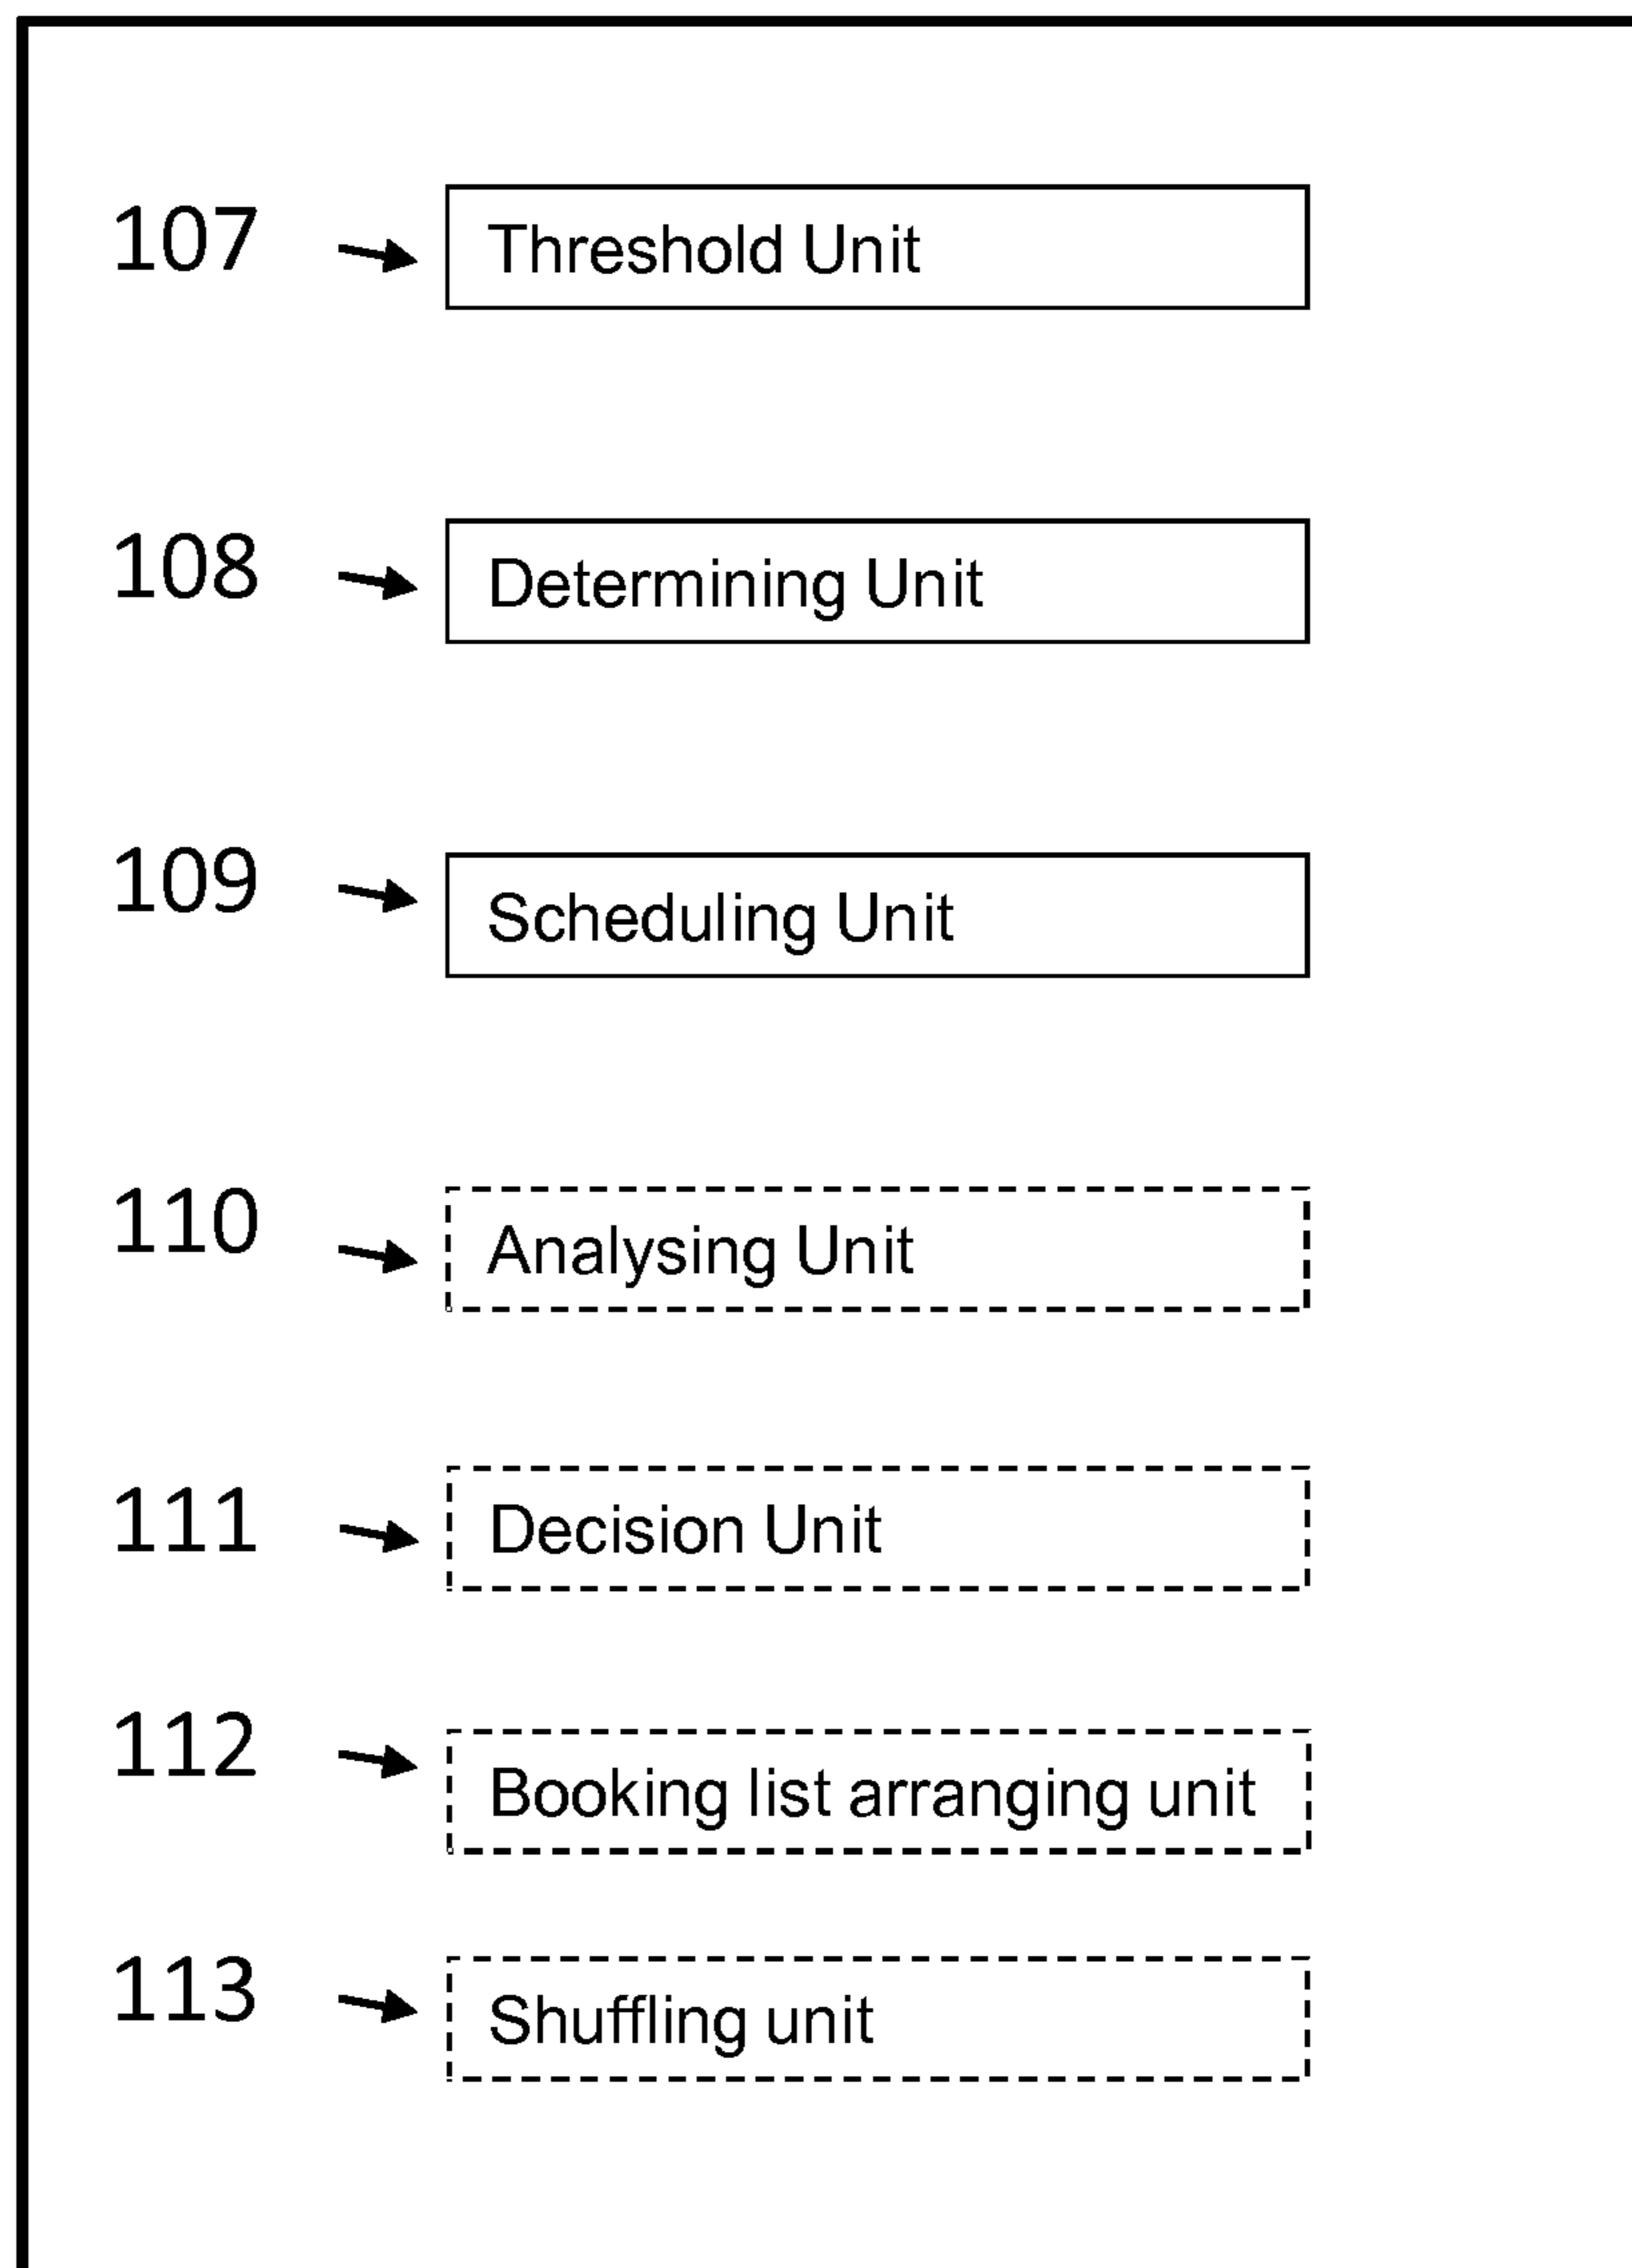 107 Threshold Unit
108 Determining Unit
109 Scheduling Unit
110 Analysing Unit
111 Decision Unit
112 Booking list arranging unit
113 Shuffling unit